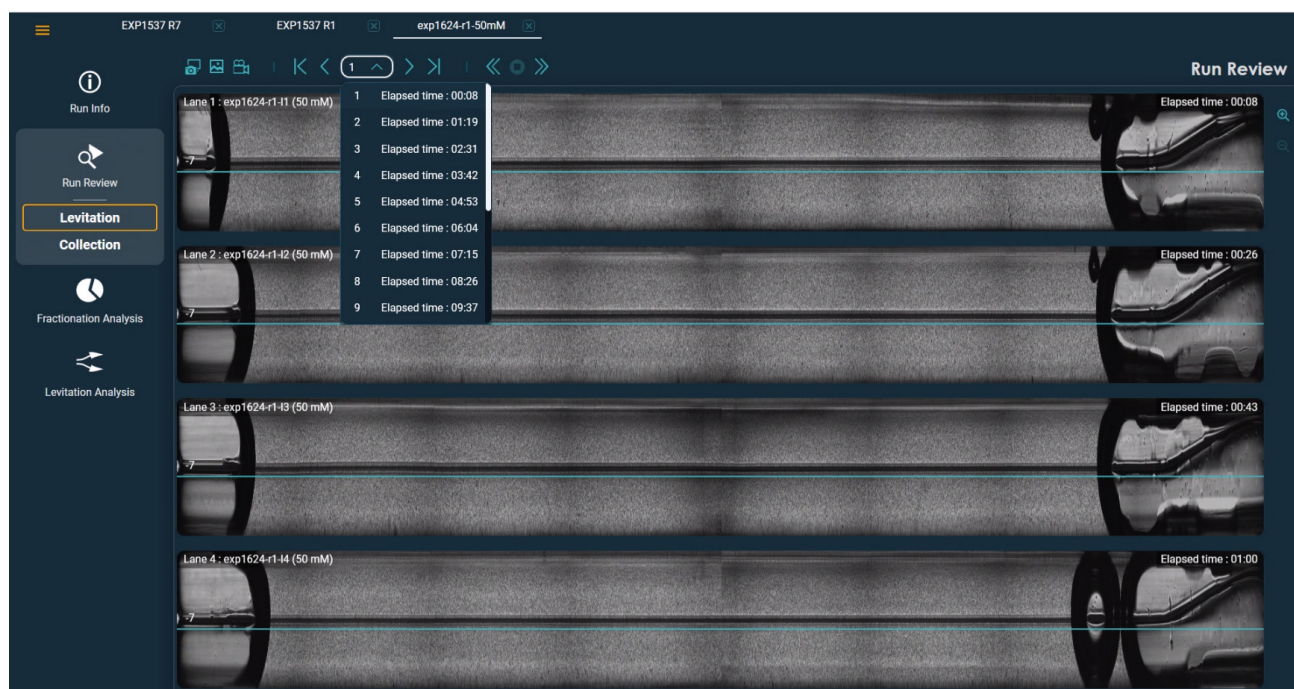 EXP1537 R7
EXP1537 R1
exp1624-r1-50mM
1
Run Review
Run Info
Run Review
Levitation
Collection
Fractionation Analysis
Levitation Analysis
1 Elapsed time : 00:08
2 Elapsed time : 01:19
3 Elapsed time : 02:31
4 Elapsed time : 03:42
5 Elapsed time : 04:53
6 Elapsed time : 06:04
7 Elapsed time : 07:15
8 Elapsed time : 08:26
9 Elapsed time : 09:37
Lane 1 : exp1624-r1-l1 (50 mM)
Elapsed time : 00:08
-7
Lane 2 : exp1624-r1-l2 (50 mM)
Elapsed time : 00:26
-7
Lane 3 : exp1624-r1-l3 (50 mM)
Elapsed time : 00:43
-7
Lane 4 : exp1624-r1-l4 (50 mM)
Elapsed time : 01:00
-7